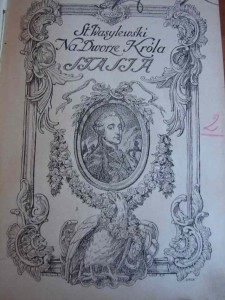 St. Wasylewski
Na Dworze Króla
STASIA
2